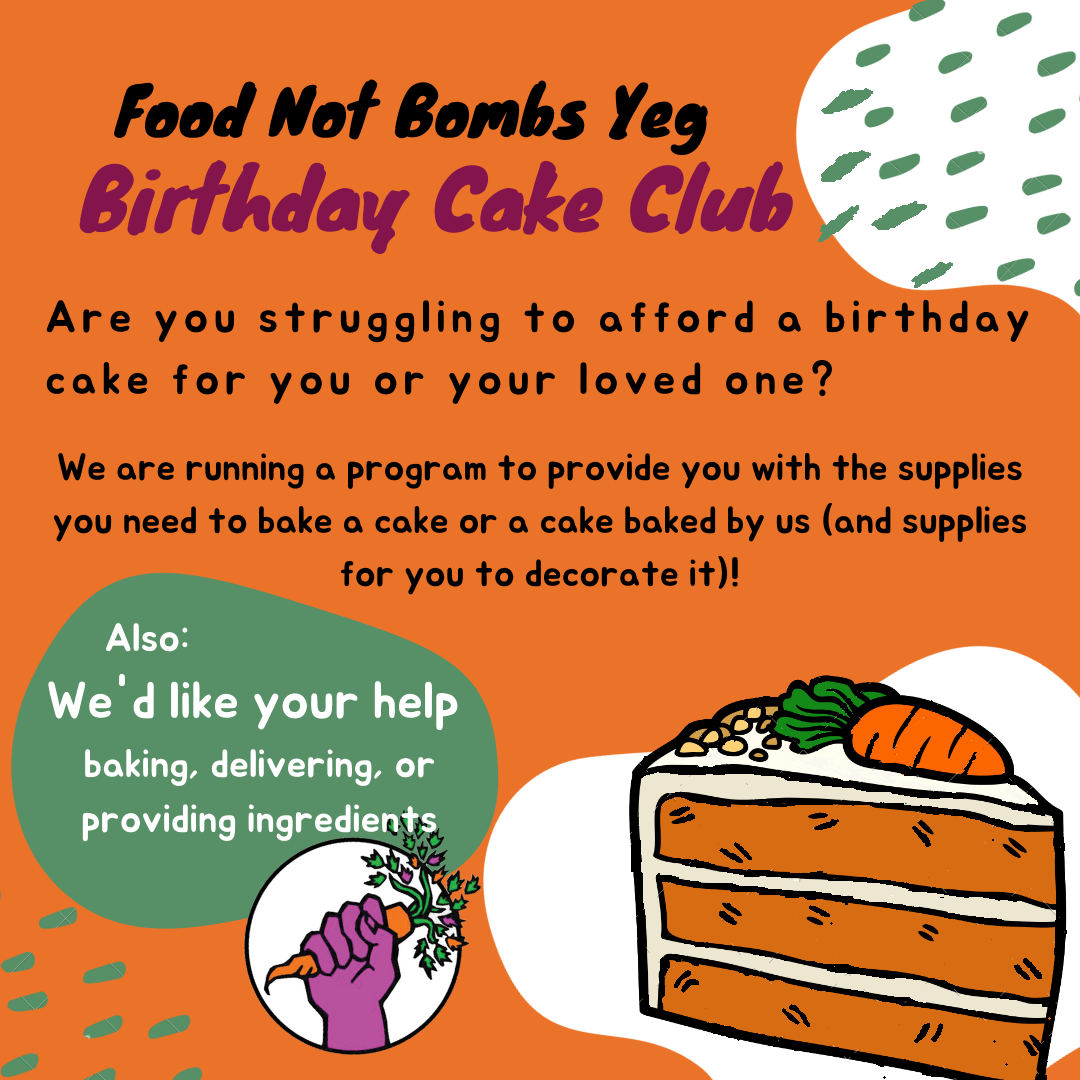 Food Not Bombs Yeg
Birthday Cake Club
Are you struggling to afford a birthday
cake for you or your loved one?
We are running a program to provide you with the supplies
you need to bake a cake or a cake baked by us (and supplies
for you to decorate it)!
Also:
We'd like your help
baking, delivering, or
providing ingredients